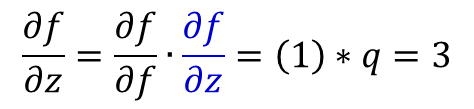 ∂f/∂z = ∂f/∂f · ∂f/∂z = (1) * q = 3